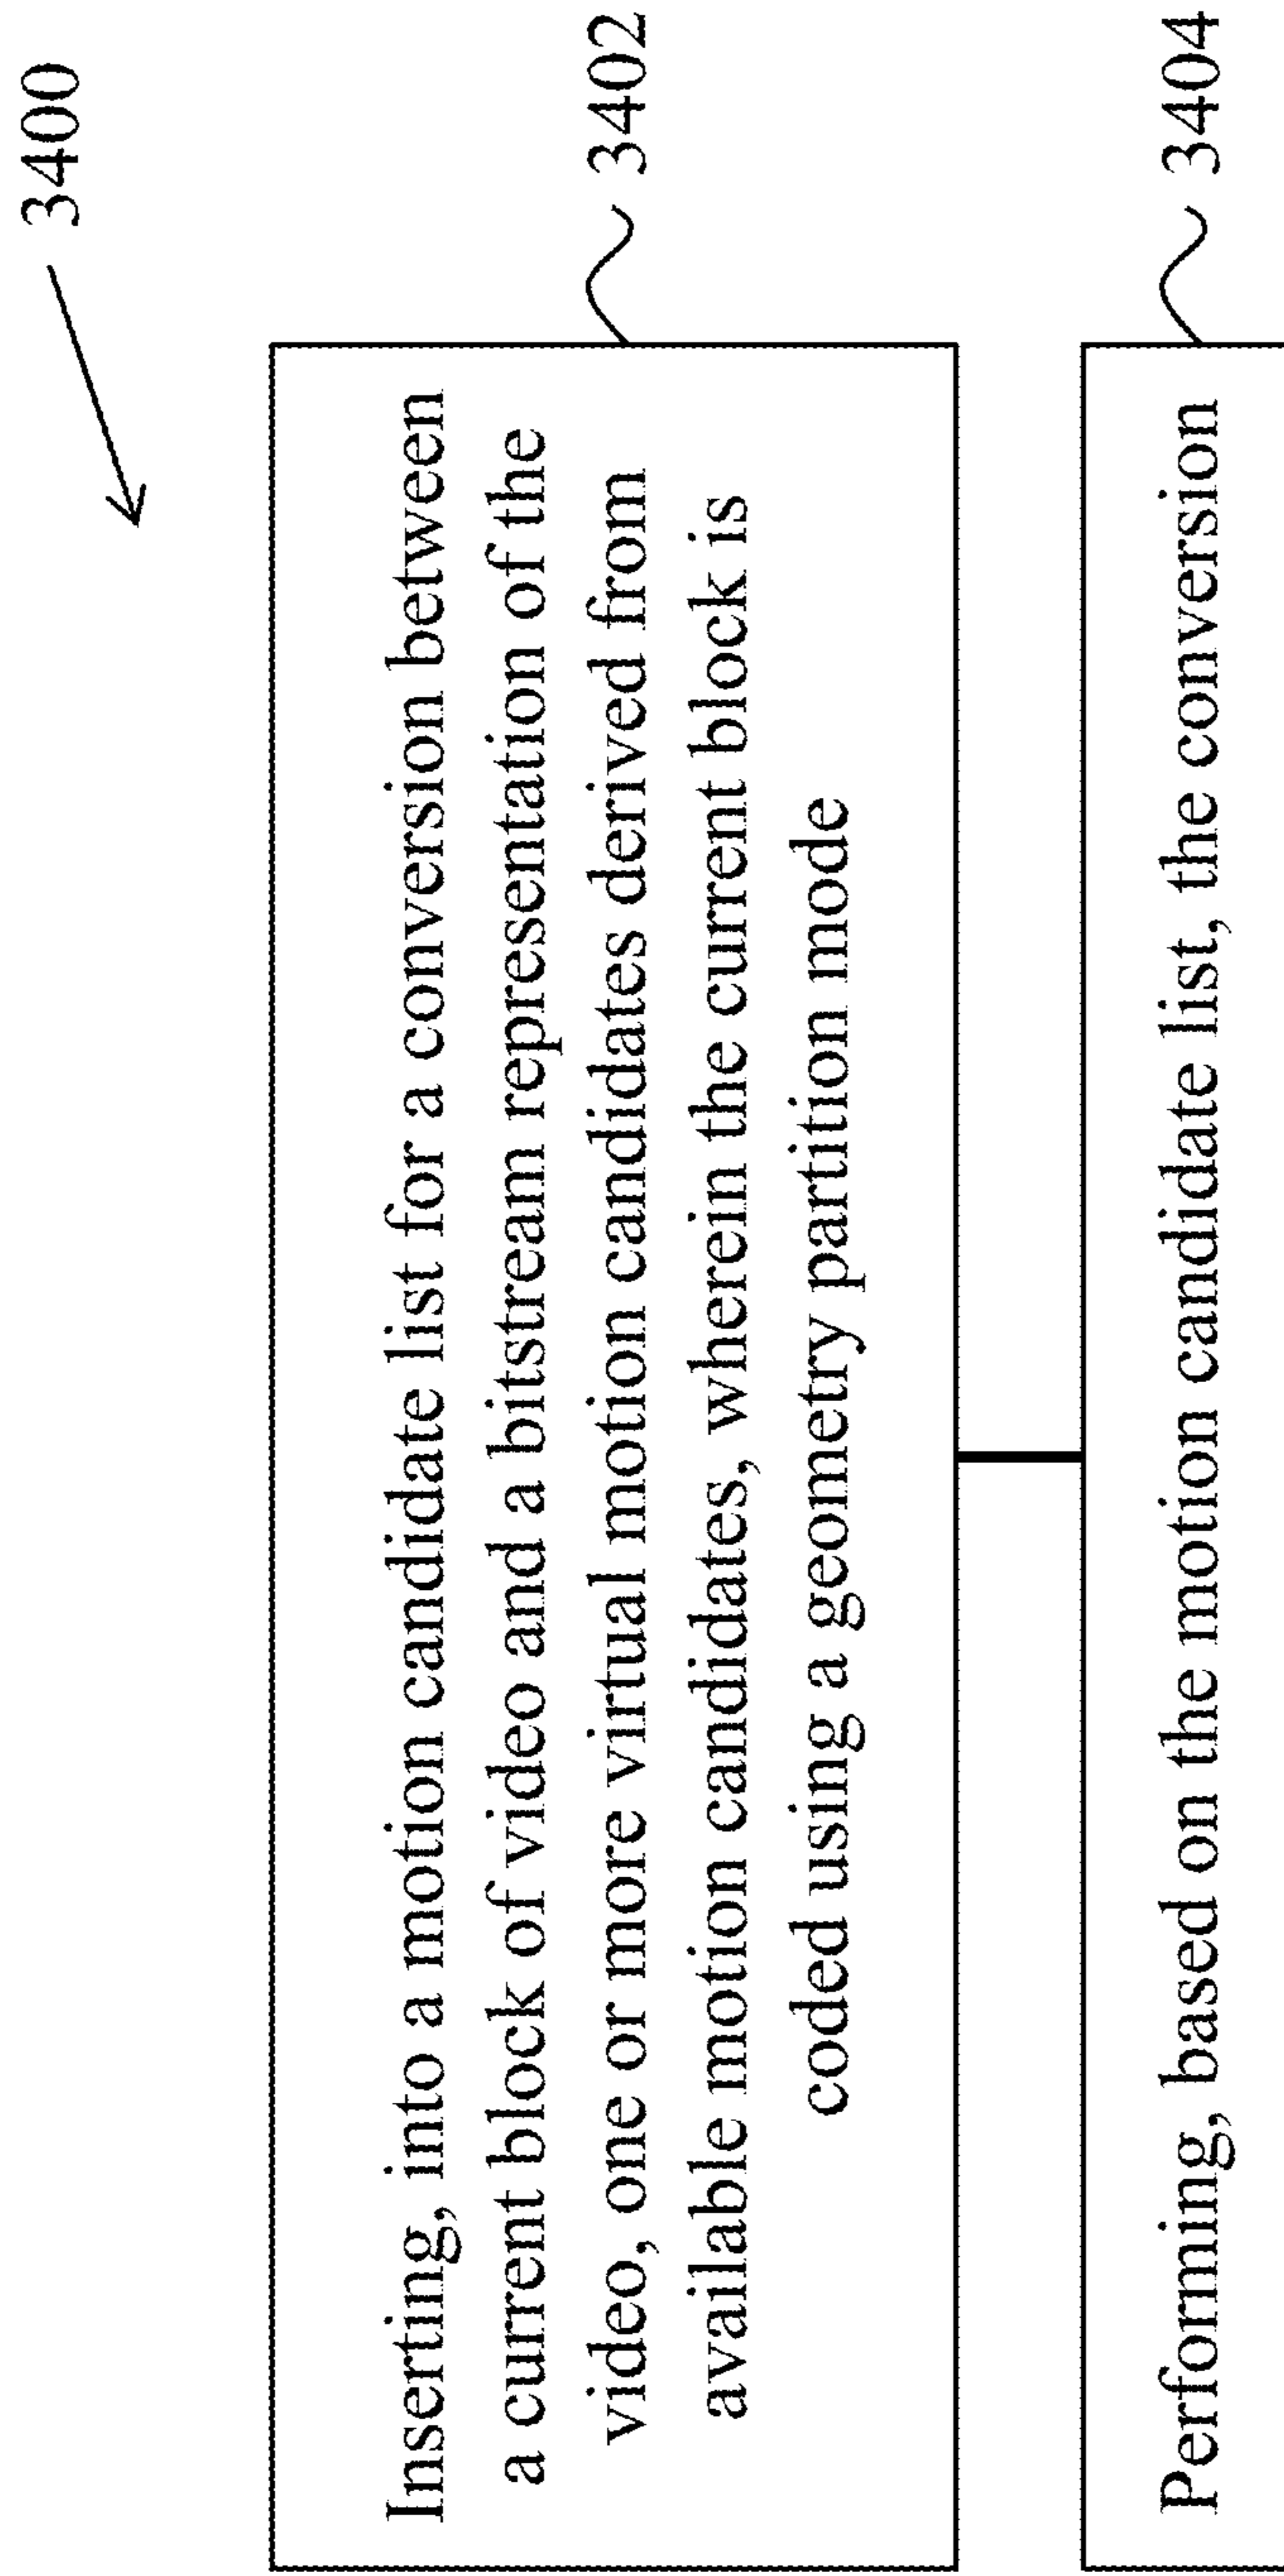 3400
Inserting, into a motion candidate list for a conversion between
a current block of video and a bitstream representation of the
video, one or more virtual motion candidates derived from
available motion candidates, wherein the current block is
coded using a geometry partition mode
3402
Performing, based on the motion candidate list, the conversion
3404